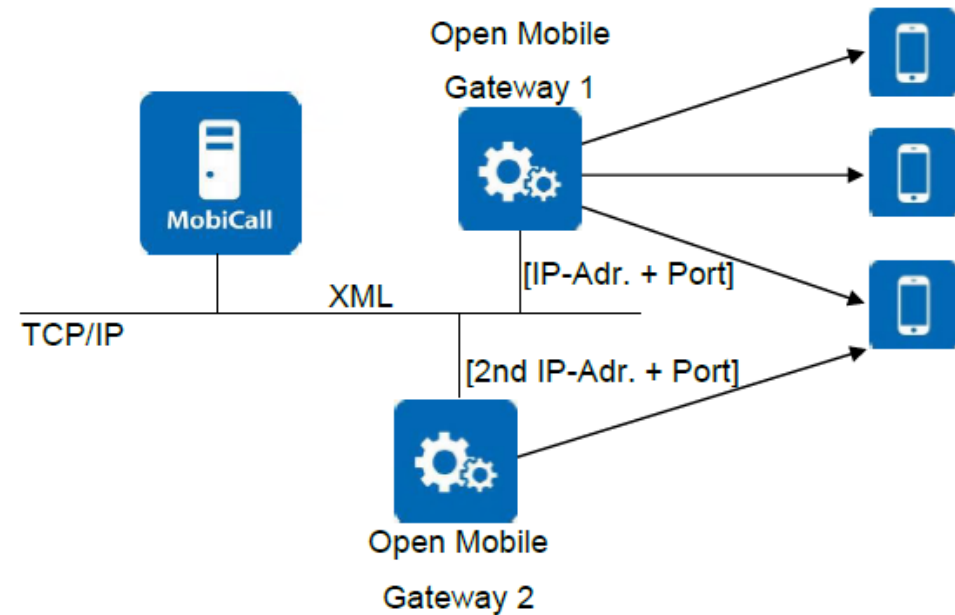 Open Mobile
Gateway 1
MobiCall
[IP-Adr. + Port]
XML
TCP/IP
[2nd IP-Adr. + Port]
Open Mobile
Gateway 2